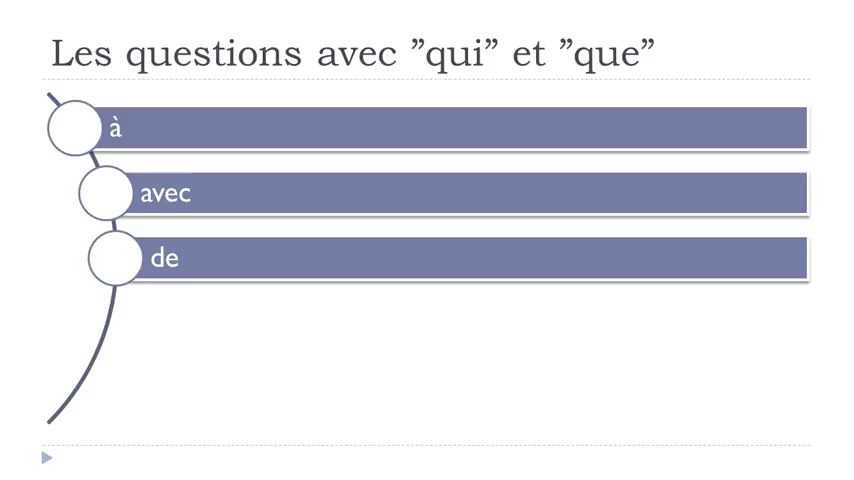 Les questions avec ”qui” et ”que”
à
avec
de